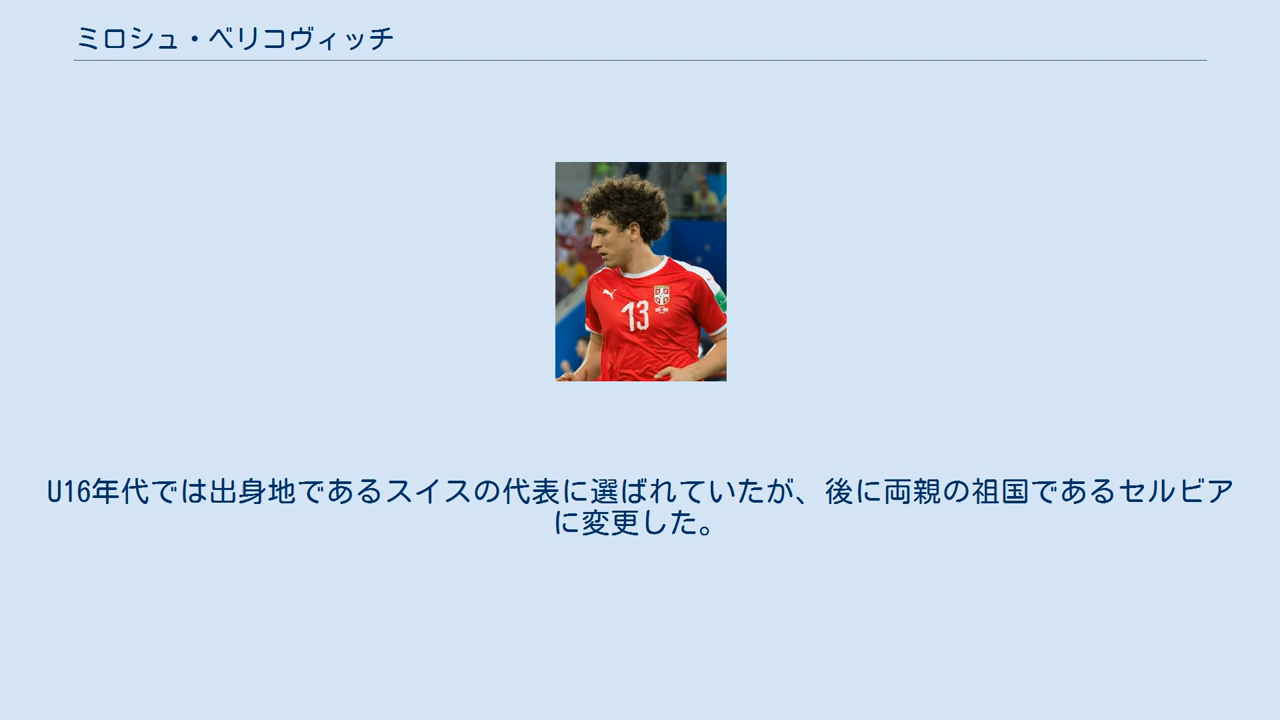 ミロシュ・ベリコヴィッチ
13
U16年代では出身地であるスイスの代表に選ばれていたが、後に両親の祖国であるセルビア
に変更した。